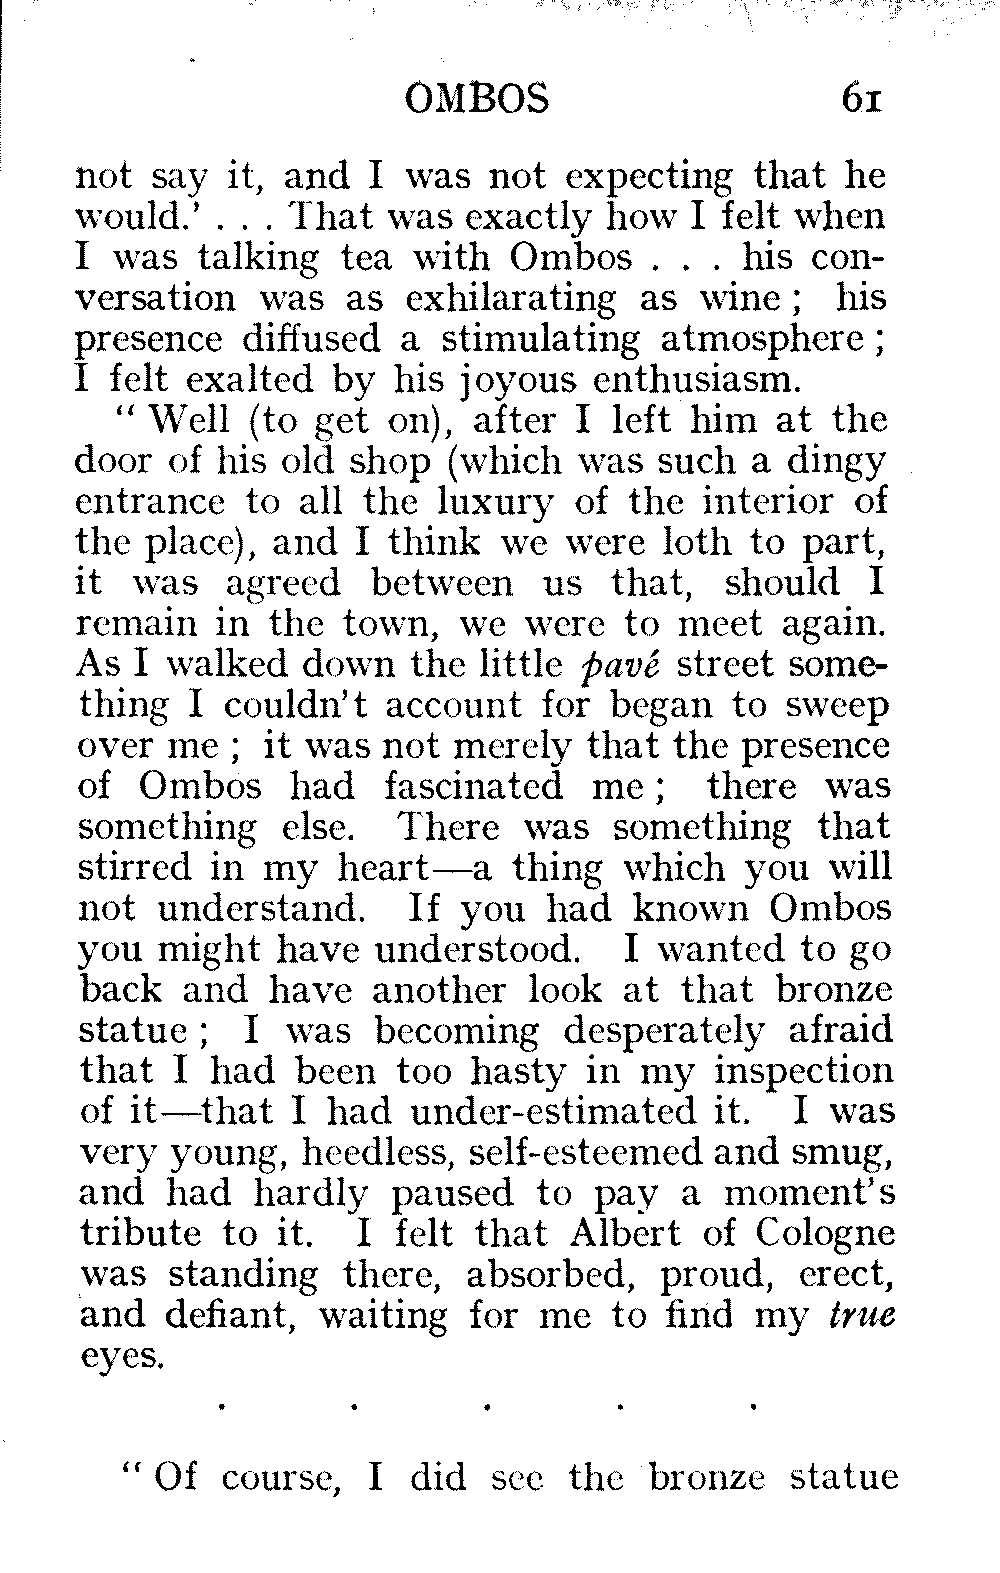 OMBOS 61
not say it, and I was not expecting that he
would.' . . . That was exactly how I felt when
I was talking tea with Ombos . . . his con-
versation was as exhilarating as wine ; his
presence diffused a stimulating atmosphere ;
I felt exalted by his joyous enthusiasm.
“ Well (to get on), after I left him at the
door of his old shop (which was such a dingy
entrance to all the luxury of the interior of
the place), and I think we were loth to part,
it was agreed between us that, should I
remain in the town, we were to meet again.
As I walked down the little pavé street some-
thing I couldn't account for began to sweep
over me ; it was not merely that the presence
of Ombos had fascinated me ; there was
something else. There was something that
stirred in my heart—a thing which you will
not understand. If you had known Ombos
you might have understood. I wanted to go
back and have another look at that bronze
statue ; I was becoming desperately afraid
that I had been too hasty in my inspection
of it—that I had under-estimated it. I was
very young, heedless, self-esteemed and smug,
and had hardly paused to pay a moment's
tribute to it. I felt that Albert of Cologne
was standing there, absorbed, proud, erect,
and defiant, waiting for me to find my true
eyes.
. . . . .
“ Of course, I did see the bronze statue